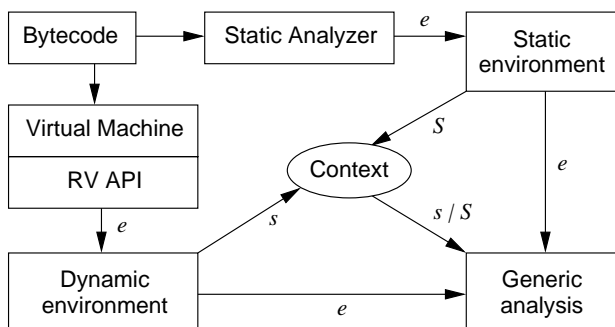 Bytecode
Static Analyzer
e
Static
environment
Virtual Machine
S
Context
RV API
e
e
s
s / S
Dynamic
environment
e
Generic
analysis